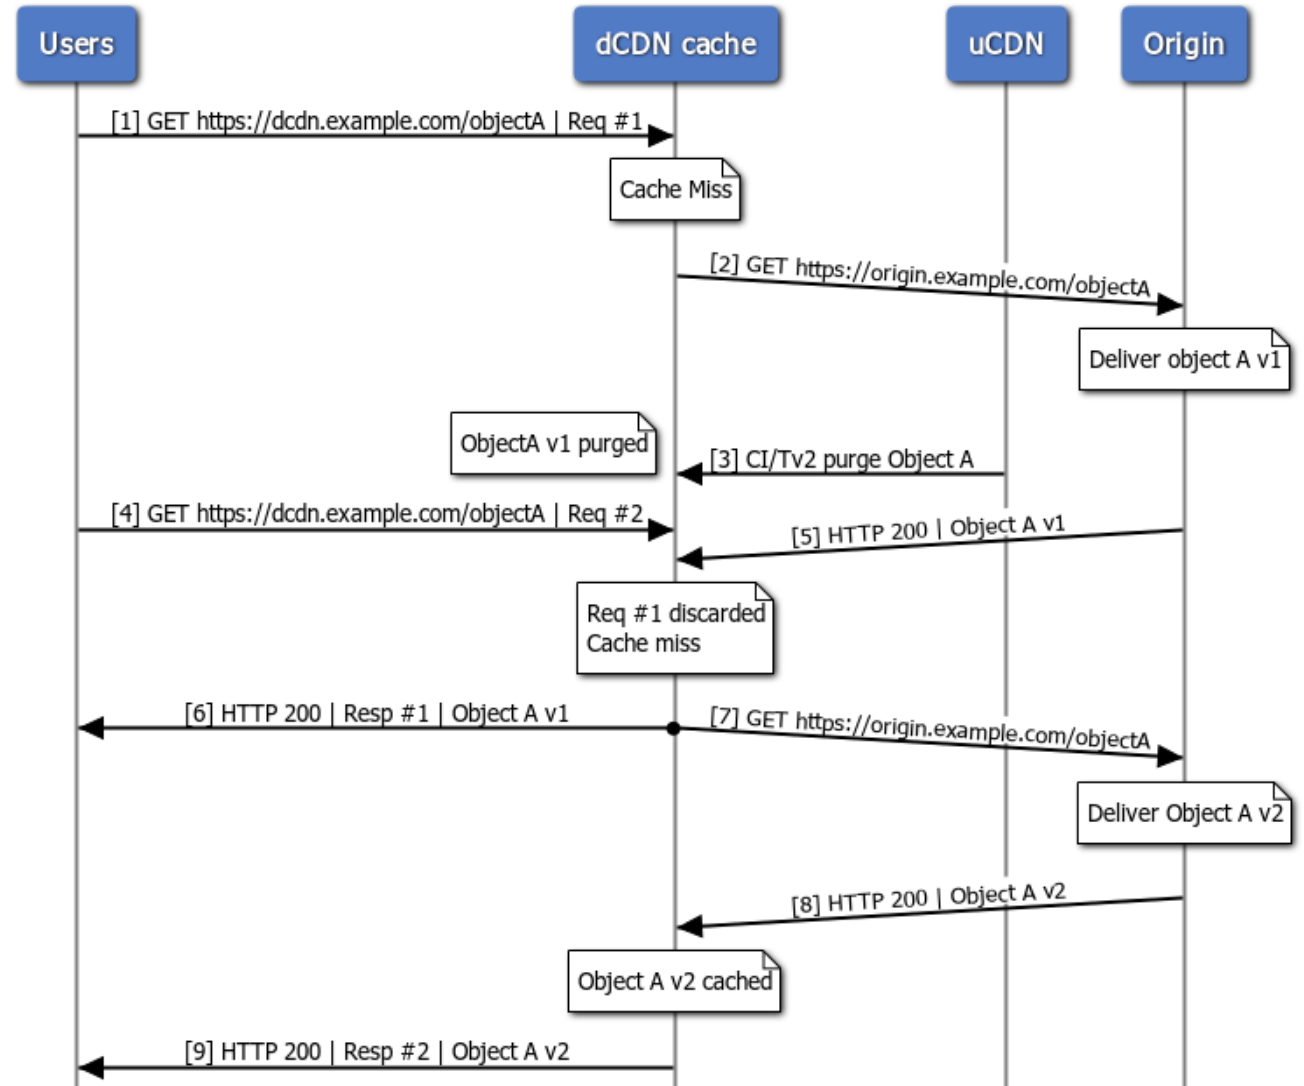 Users
dCDN cache
uCDN
Origin
[1] GET https://dcdn.example.com/objectA | Req #1
Cache Miss
[2] GET https://origin.example.com/objectA
Deliver object A v1
ObjectA v1 purged
[3] CI/Tv2 purge Object A
[4] GET https://dcdn.example.com/objectA | Req #2
[5] HTTP 200 | Object A v1
Req #1 discarded
Cache miss
[6] HTTP 200 | Resp #1 | Object A v1
[7] GET https://origin.example.com/objectA
Deliver Object A v2
[8] HTTP 200 | Object A v2
Object A v2 cached
[9] HTTP 200 | Resp #2 | Object A v2